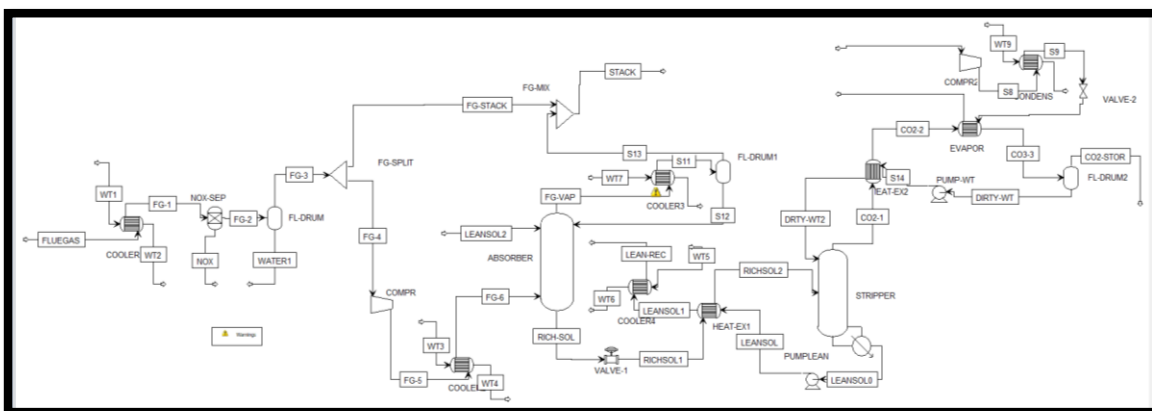 WT9
S9
COMPR2
S8
ONDENS
VALVE-2
STACK
FG-MIX
FG-STACK
CO2-2
EVAPOR
S13
S11
FL-DRUM1
CO3-3
CO2-STOR
FG-SPLIT
WT7
EAT-EX2
S14
PUMP-WT
FL-DRUM2
FG-3
WT1
NOX-SEP
FG-VAP
COOLER3
DIRTY-WT
FG-1
FG-2
FL-DRUM
S12
DRTY-WT2
CO2-1
FLUEGAS
COOLER
WT2
FG-4
LEANSOL2
ABSORBER
LEAN-REC
WT5
NOX
WATER1
RICHSOL2
COMPR
FG-6
WT6
COOLER4
LEANSOL1
HEAT-EX1
STRIPPER
WT3
RICH-SOL
LEANSOL
Warnings
COOLER
VALVE-1
RICHSOL1
PUMPLEAN
FG-5
WT4
LEANSOL0